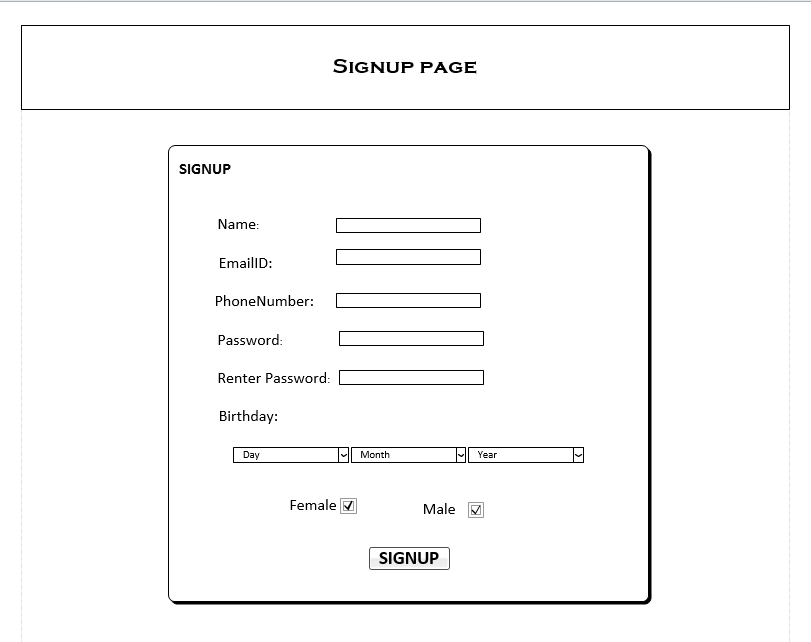 Signup page
SIGNUP
Name:
EmailID:
PhoneNumber:
Password:
Renter Password:
Birthday:
Day Month Year
Female Male
SIGNUP